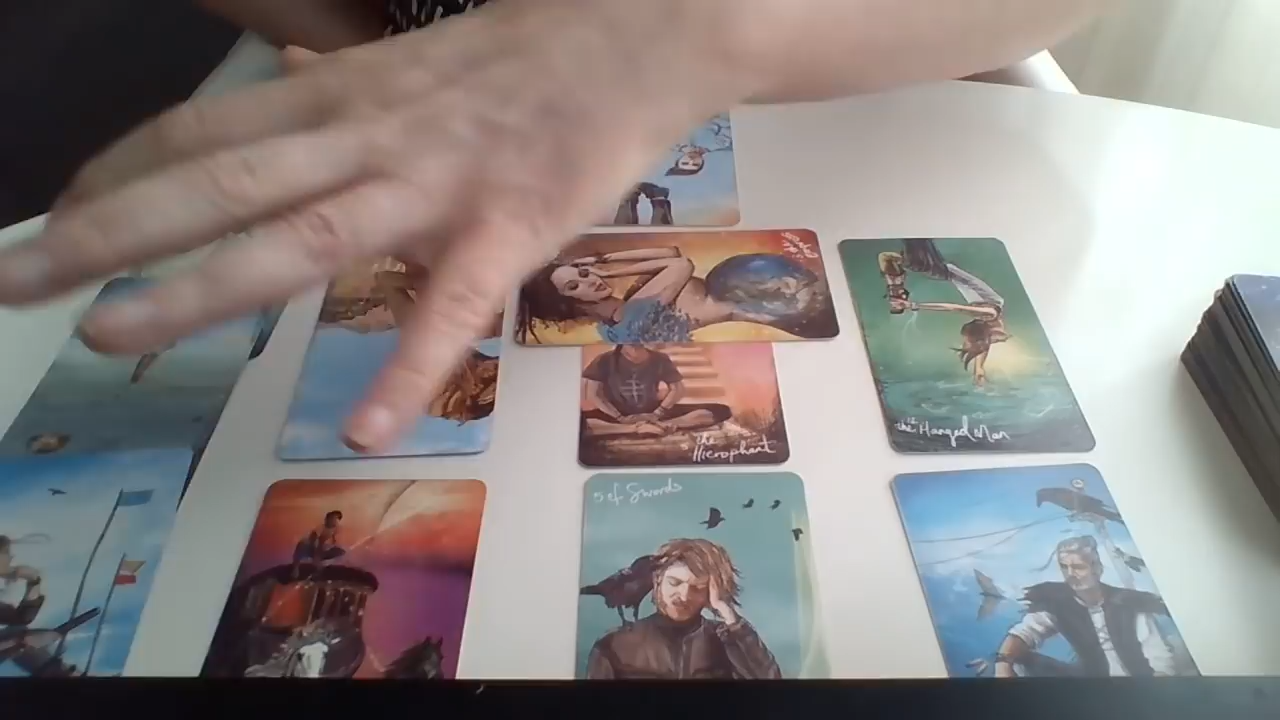 the Hanged Man
the
Hierophant
5 of Swords